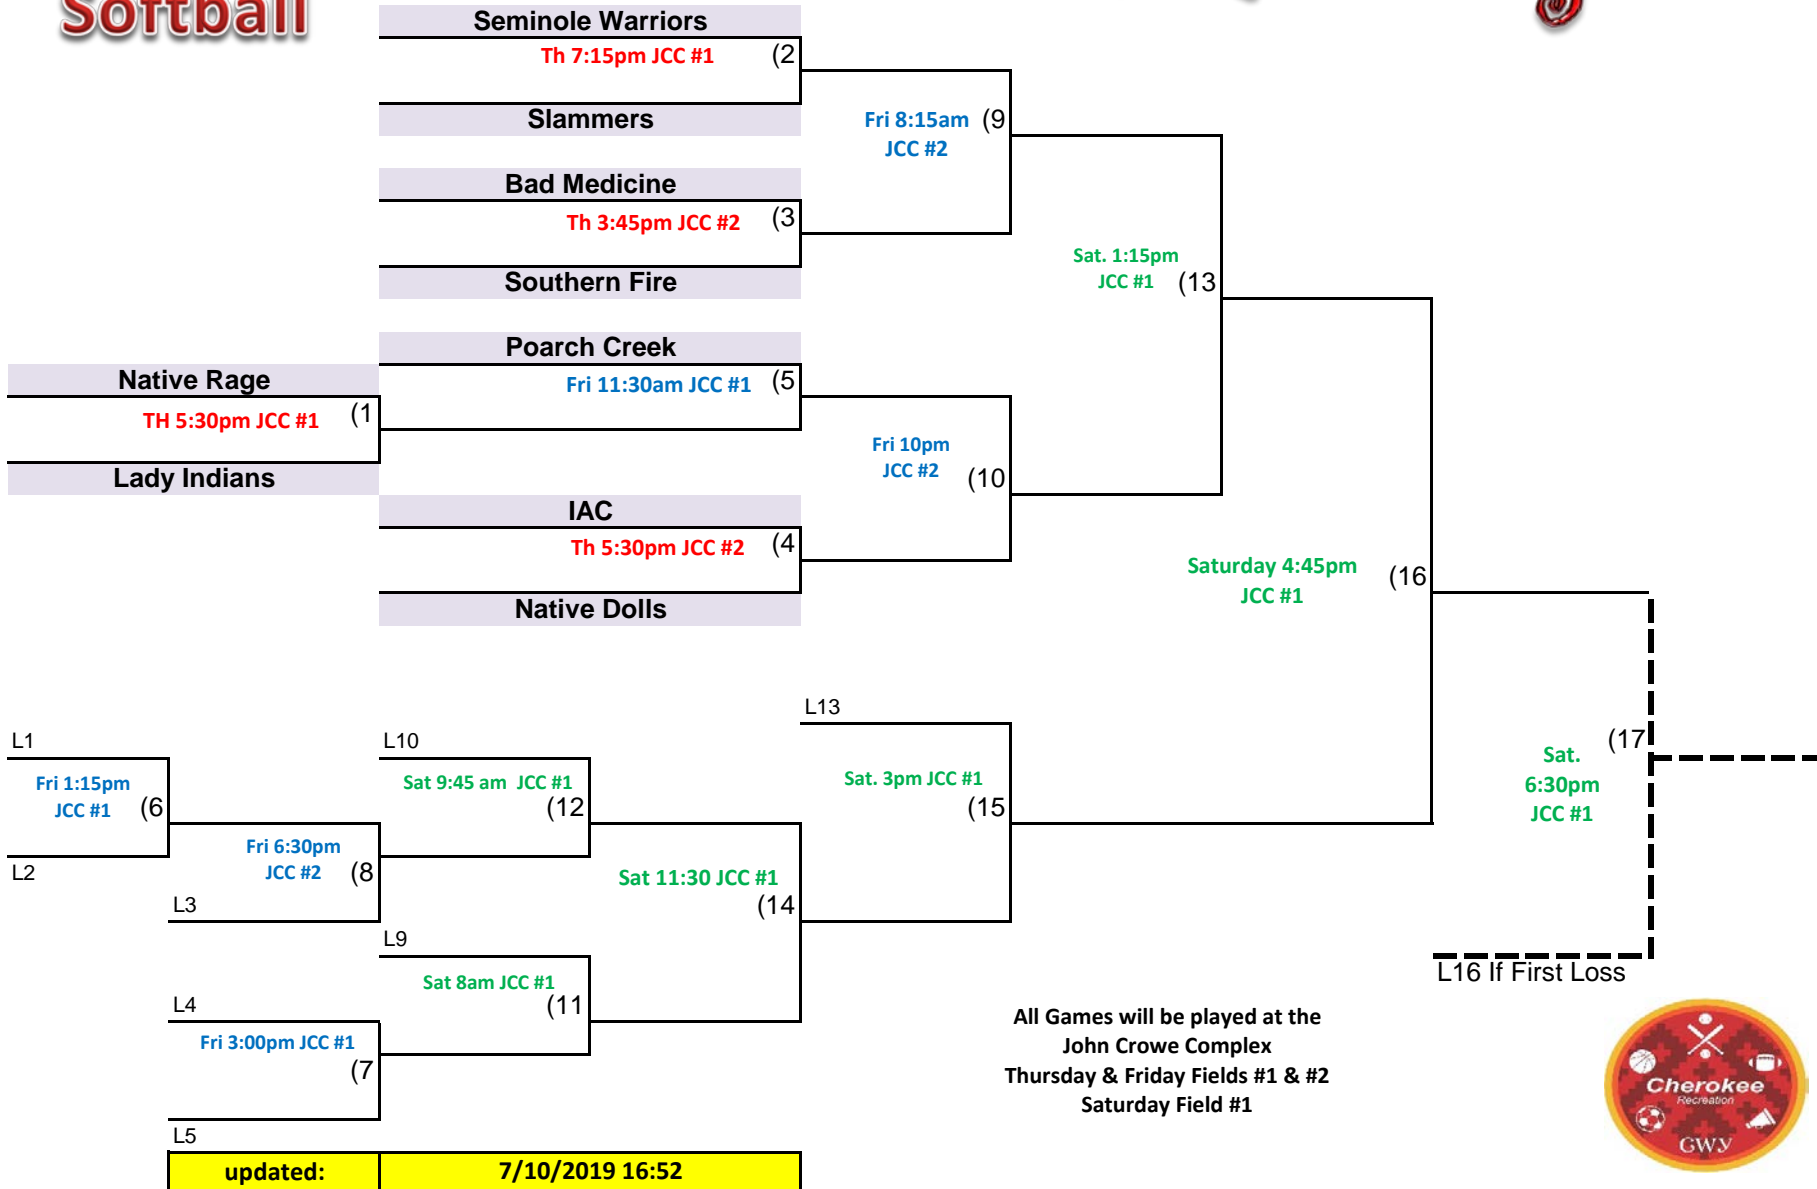 Softball
Seminole Warriors
Th 7:15pm JCC #1 (2
Slammers
Fri 8:15am (9
JCC #2
Bad Medicine
Th 3:45pm JCC #2 (3
Southern Fire
Sat. 1:15pm
JCC #1 (13
Poarch Creek
Native Rage
Fri 11:30am JCC #1 (5
TH 5:30pm JCC #1 (1
Lady Indians
Fri 10pm
JCC #2 (10
IAC
Th 5:30pm JCC #2 (4
Native Dolls
Saturday 4:45pm
JCC #1 (16
L13
L1
L10
Fri 1:15pm
JCC #1 (6
Sat 9:45 am JCC #1
(12
Sat. 3pm JCC #1
(15
Sat.
6:30pm
JCC #1
(17
L2
Fri 6:30pm
JCC #2 (8
L3
Sat 11:30 JCC #1
(14
L9
Sat 8am JCC #1
(11
L4
Fri 3:00pm JCC #1
(7
L5
L16 If First Loss
All Games will be played at the
John Crowe Complex
Thursday & Friday Fields #1 & #2
Saturday Field #1
Cherokee
Recreation
GWY
updated: 7/10/2019 16:52